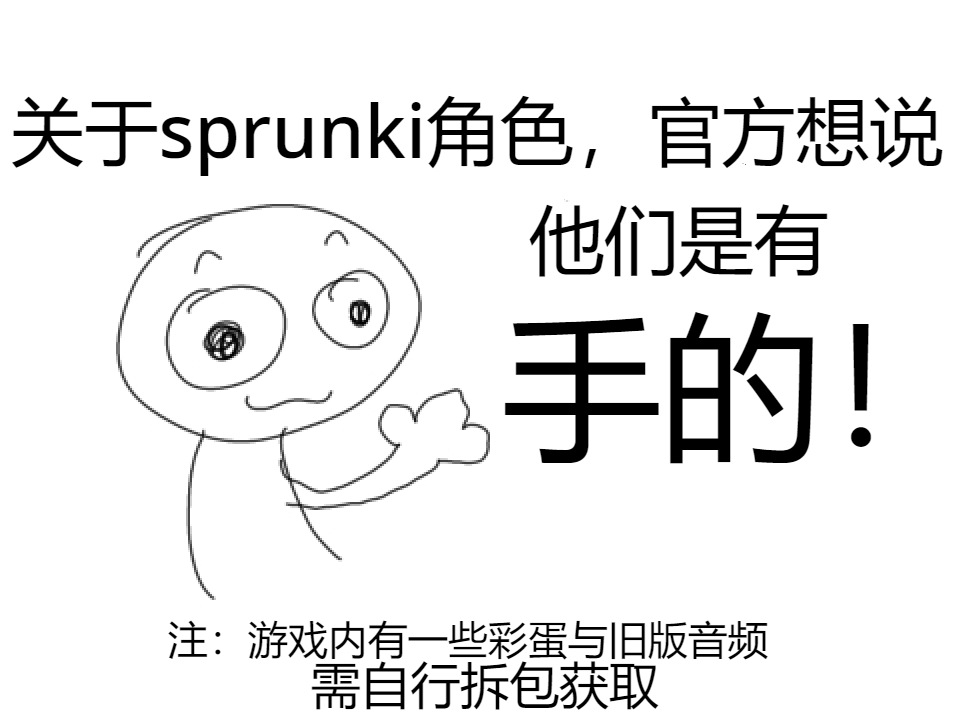 关于sprunki角色，官方想说
他们是有
手的！
注：游戏内有一些彩蛋与旧版音频
需自行拆包获取